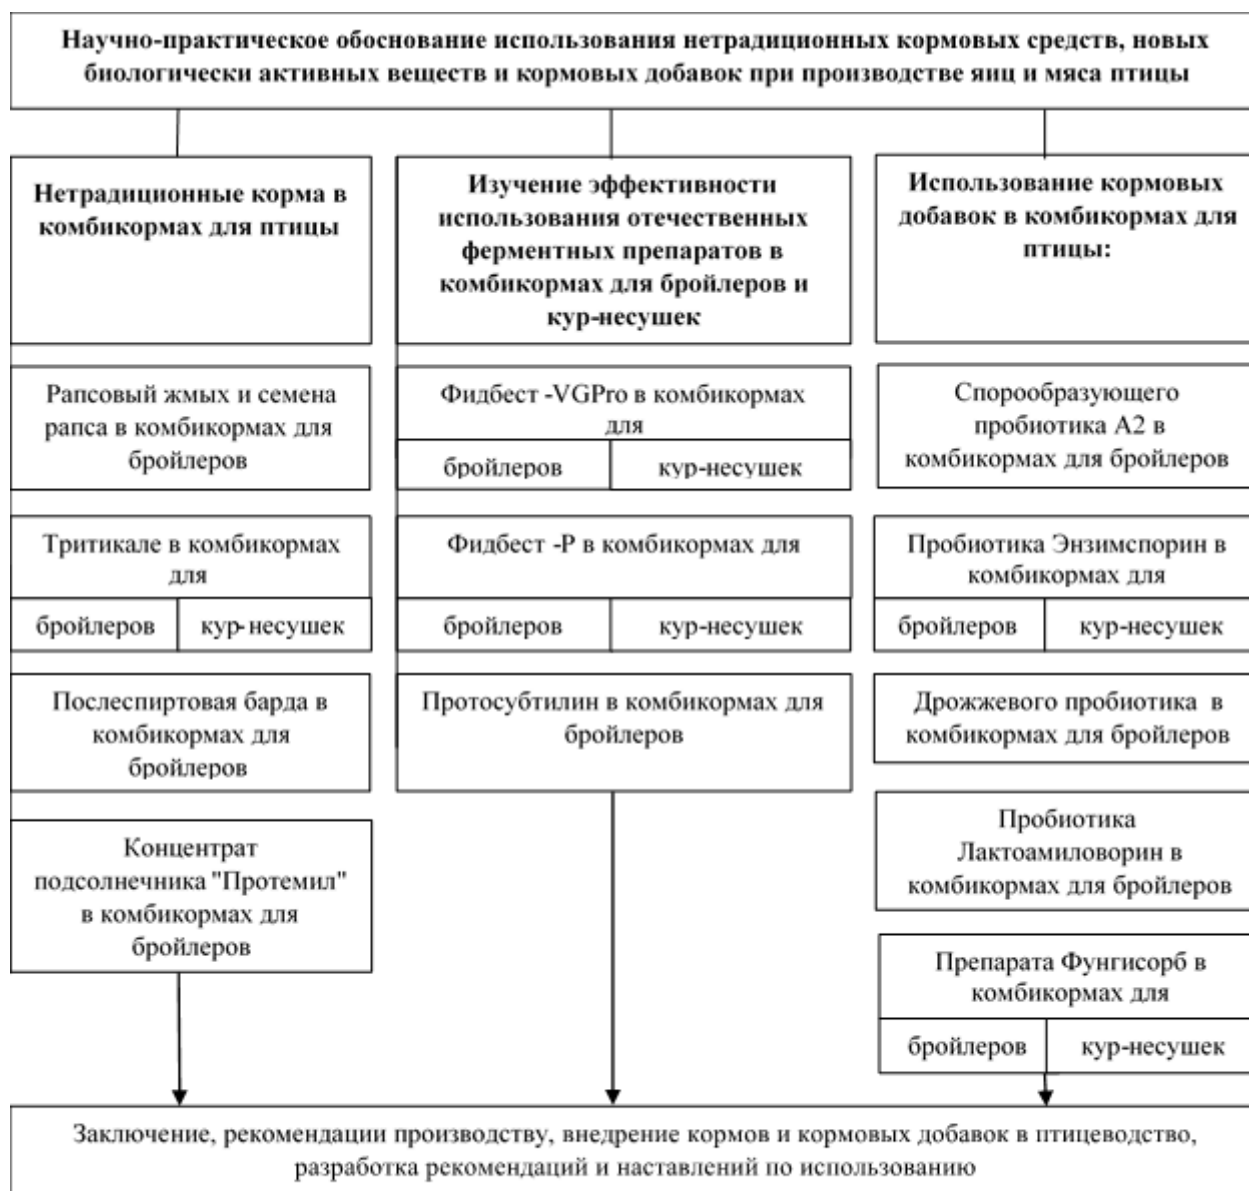 Научно-практическое обоснование использования нетрадиционных кормовых средств, новых
биологически активных веществ и кормовых добавок при производстве яиц и мяса птицы
Нетрадиционные корма в
комбикормах для птицы
Рапсовый жмых и семена
рапса в комбикормах для
бройлеров
Тритикале в комбикормах
для
бройлеров
кур-несушек
Послеспиртовая барда в
комбикормах для
бройлеров
Концентрат
подсолнечника "Протемил"
в комбикормах для
бройлеров
Изучение эффективности
использования отечественных
ферментных препаратов в
комбикормах для бройлеров и
кур-несушек
Фидбест -VGPro в комбикормах
для
бройлеров
кур-несушек
Фидбест -Р в комбикормах для
бройлеров
кур-несушек
Протосубтилин в комбикормах для
бройлеров
Использование кормовых
добавок в комбикормах для
птицы:
Спорообразующего
пробиотика А2 в
комбикормах для бройлеров
Пробиотика Энзимспорин в
комбикормах для
бройлеров
кур-несушек
Дрожжевого пробиотика в
комбикормах для бройлеров
Пробиотика
Лактоамиловорин в
комбикормах для бройлеров
Препарата Фунгисорб в
комбикормах для
бройлеров
кур-несушек
Заключение, рекомендации производству, внедрение кормов и кормовых добавок в птицеводство,
разработка рекомендаций и наставлений по использованию